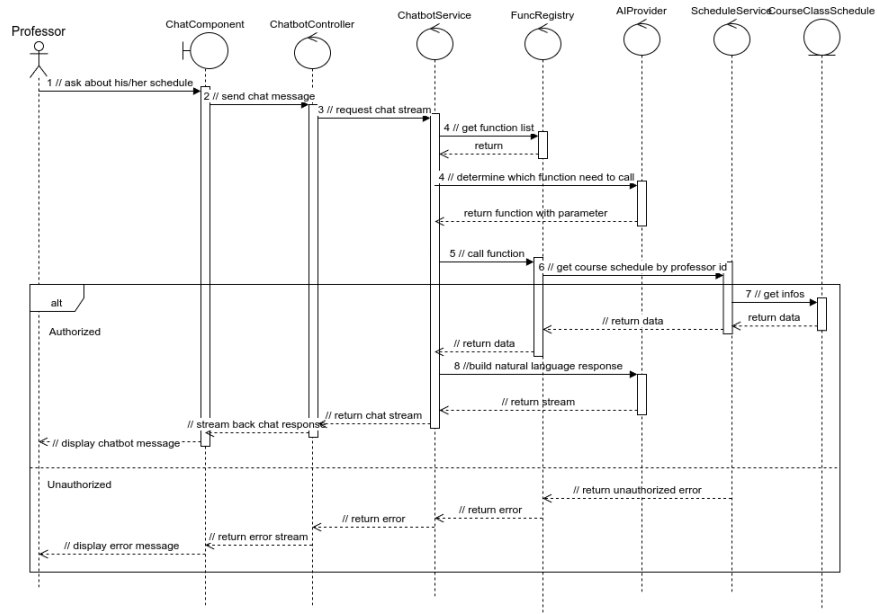 Professor
ChatComponent
ChatbotController
ChatbotService
FuncRegistry
AIProvider
ScheduleService
CourseClassSchedule
1 // ask about his/her schedule
2 // send chat message
3 // request chat stream
4 // get function list
return
4 // determine which function need to call
return function with parameter
5 // call function
6 // get course schedule by professor id
alt
7 // get infos
Authorized
// return data
return data
// return data
8 //build natural language response
// return stream
// return chat stream
// stream back chat response
// display chatbot message
Unauthorized
// return unauthorized error
// return error
// return error
// return error stream
// display error message